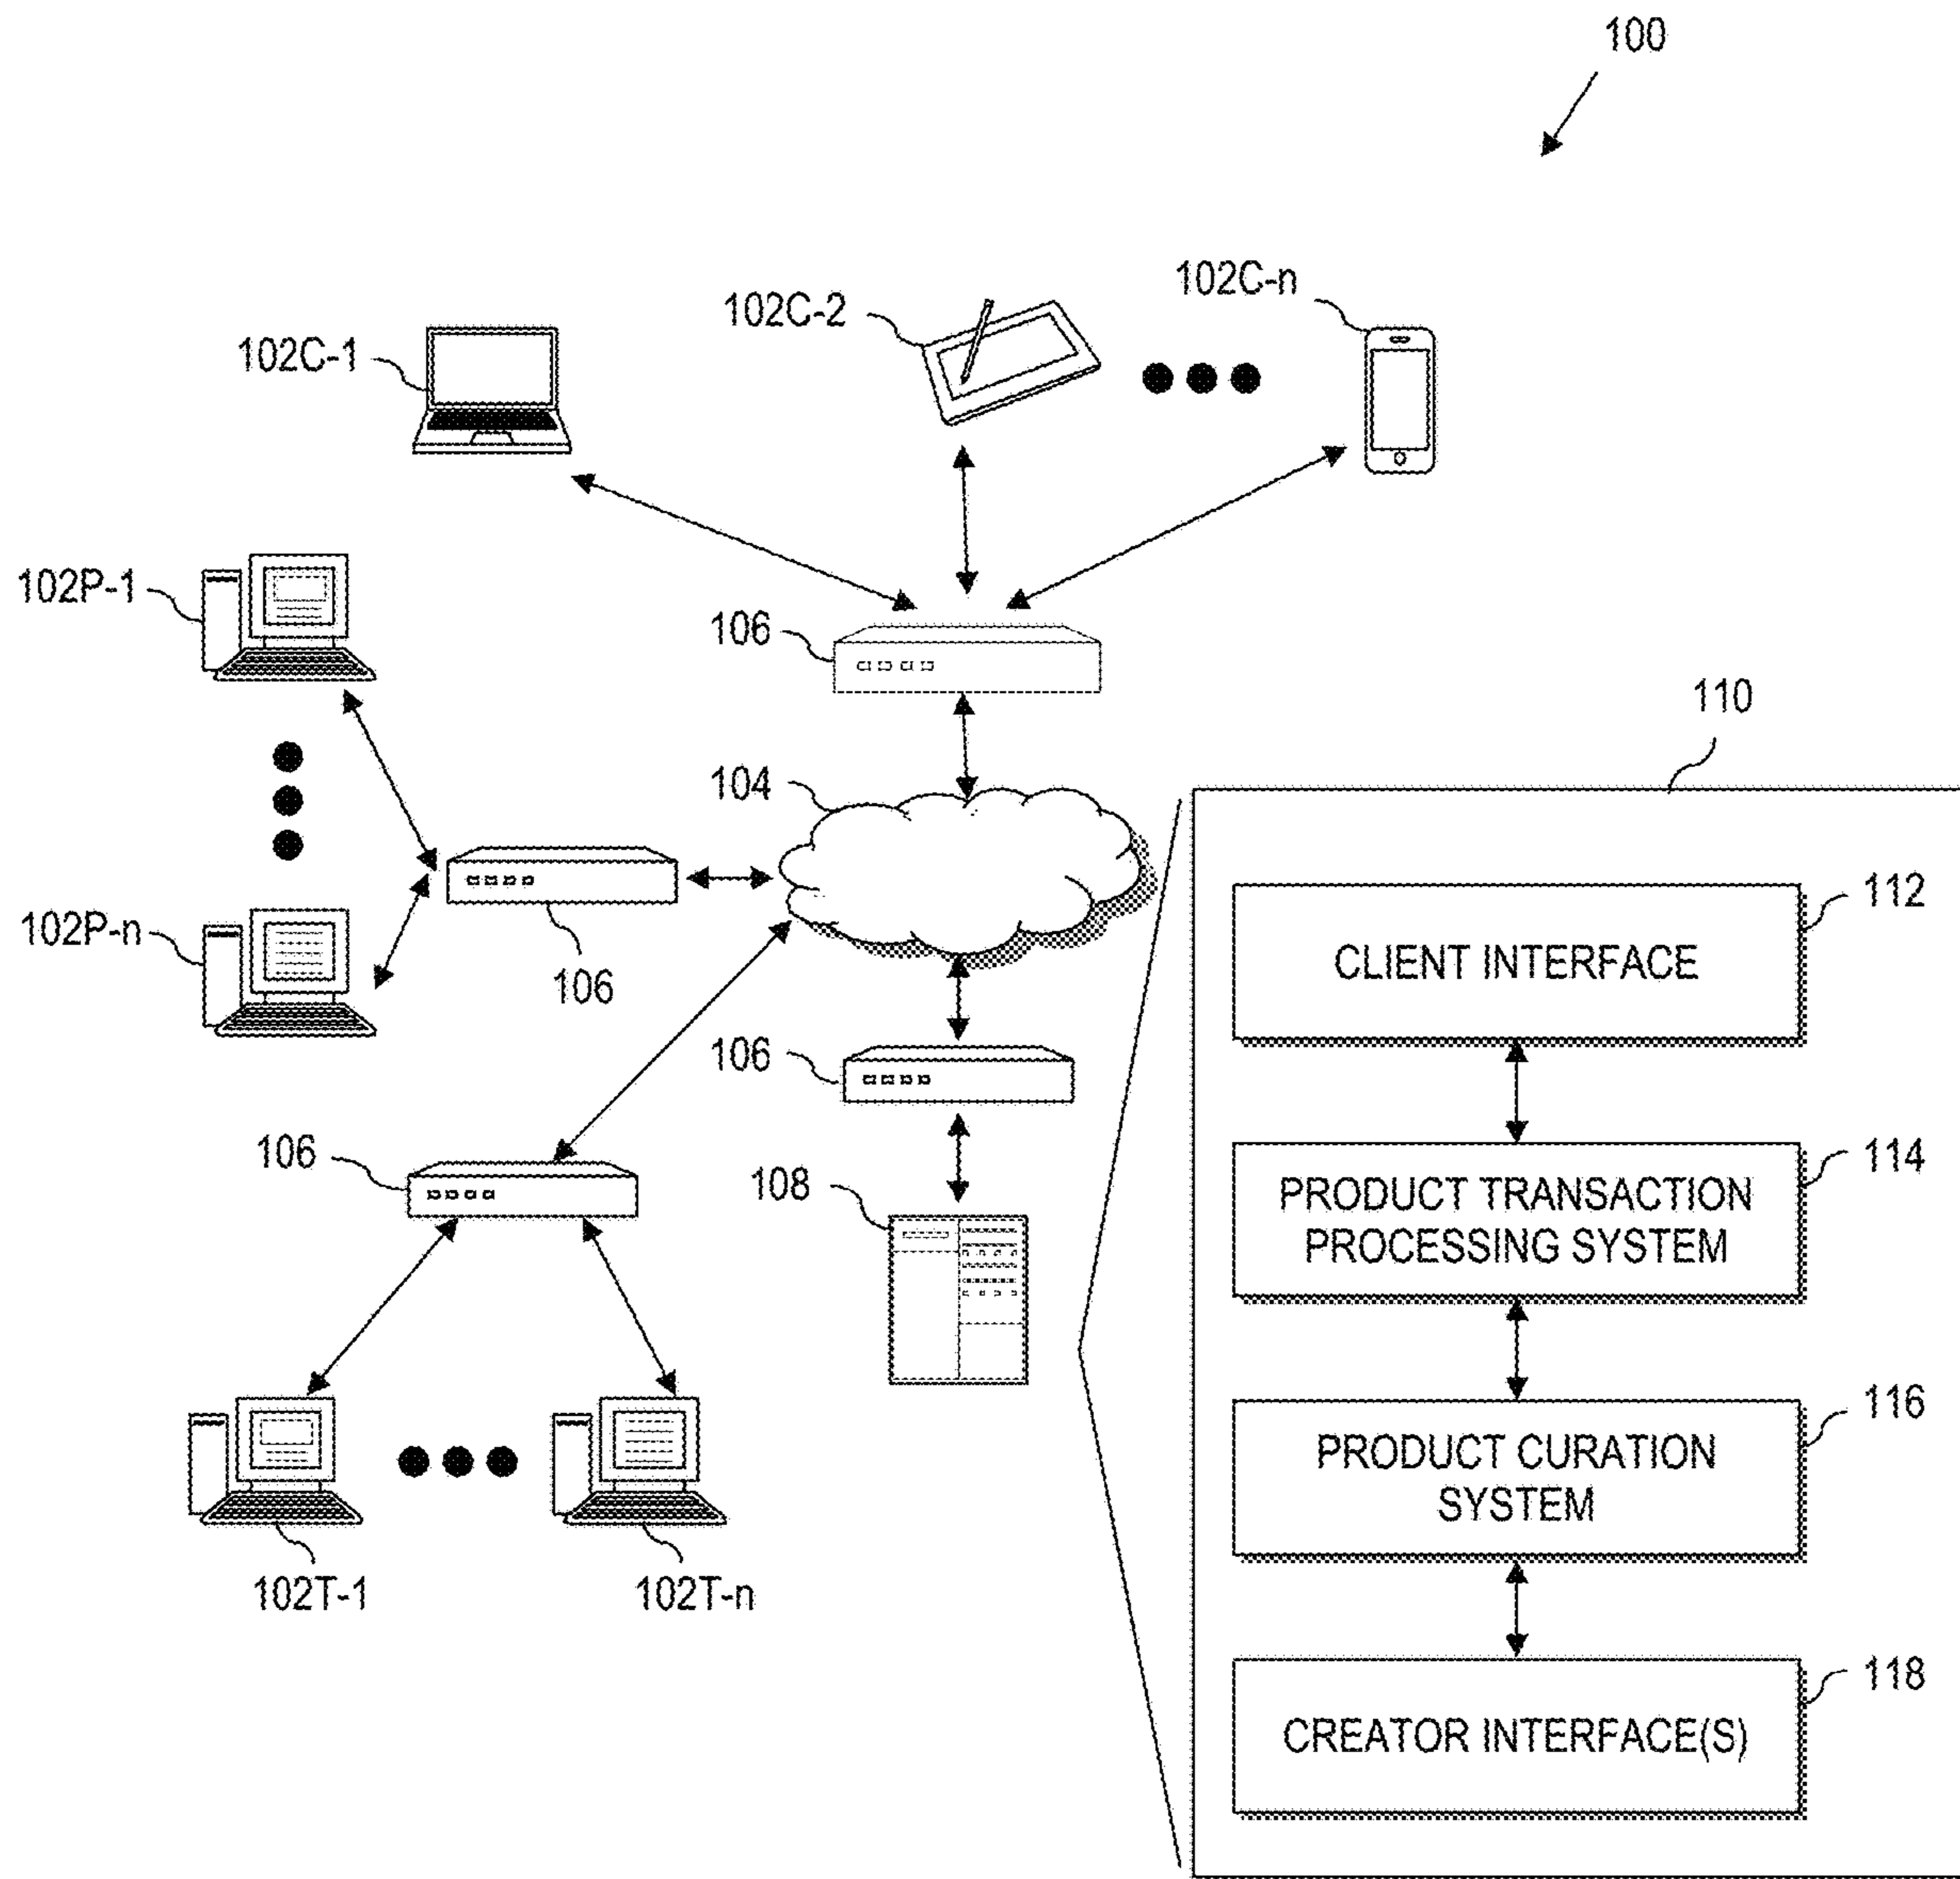 100
102C-n
102C-2
102C-1
102P-1
106
110
104
112
CLIENT INTERFACE
102P-n
106
106
106
114
PRODUCT TRANSACTION
PROCESSING SYSTEM
108
116
PRODUCT CURATION
SYSTEM
102T-1
102T-n
118
CREATOR INTERFACE(S)